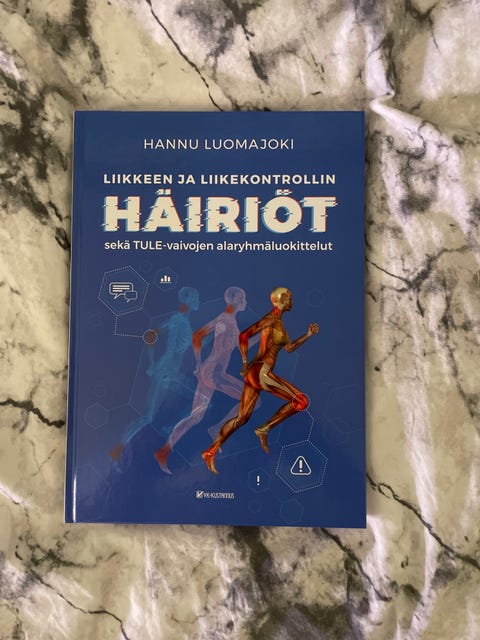 HANNU LUOMAJOKI
LIIKKEEN JA LIIKEKONTROLLIN
HÄIRIÖT
sekä TULE-vaivojen alaryhmäluokittelut
!
!
VK-KUSTANNUS